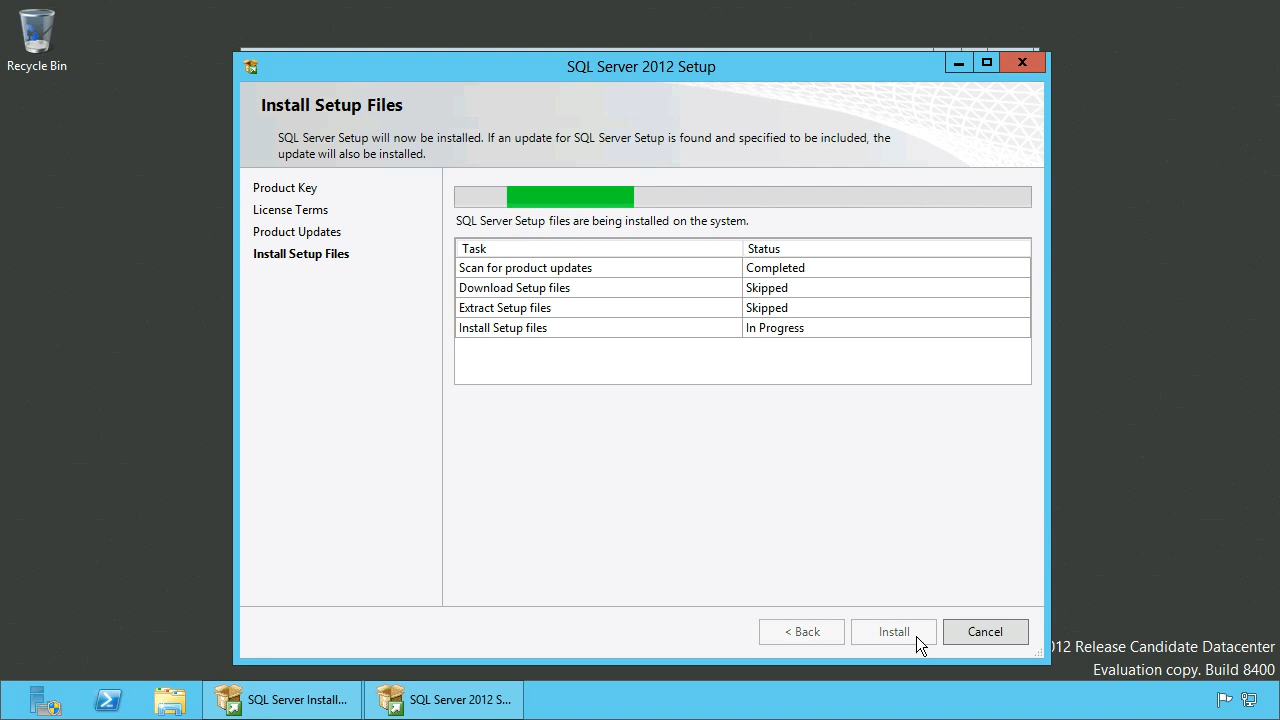 Recycle Bin
SQL Server 2012 Setup
X
Install Setup Files
SQL Server Setup will now be installed. If an update for SQL Server Setup is found and specified to be included, the
update will also be installed.
Product Key
License Terms
Product Updates
Install Setup Files
SQL Server Setup files are being installed on the system.
Task Status
Scan for product updates Completed
Download Setup files Skipped
Extract Setup files Skipped
Install Setup files In Progress
< Back Install Cancel
012 Release Candidate Datacenter
Evaluation copy. Build 8400
SQL Server Install... SQL Server 2012 S...